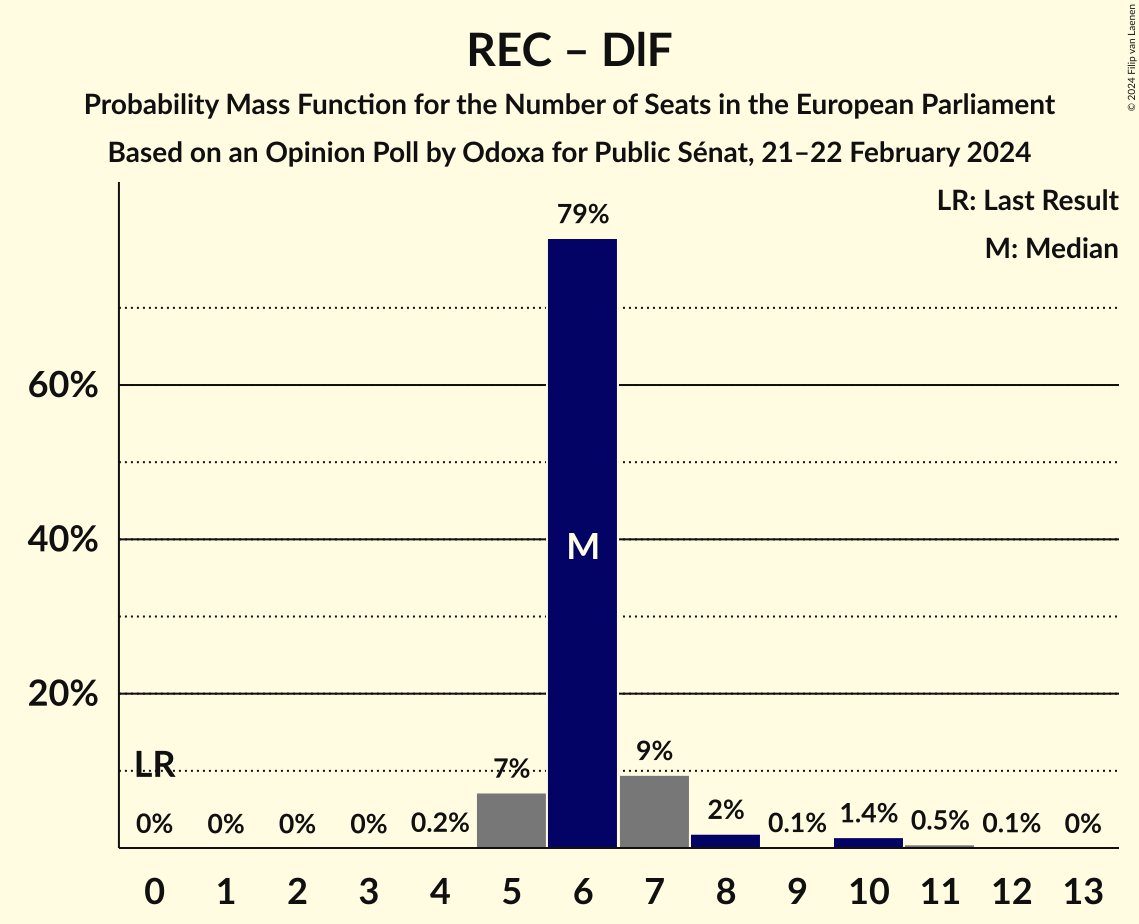 REC – DlF
Probability Mass Function for the Number of Seats in the European Parliament
Based on an Opinion Poll by Odoxa for Public Sénat, 21–22 February 2024
© 2024 Filip van Laenen
LR: Last Result
M: Median
79%
60%
40%
M
20%
LR
0% 0% 0% 0% 0.2% 7% 9% 2% 0.1% 1.4% 0.5% 0.1% 0%
0 1 2 3 4 5 6 7 8 9 10 11 12 13